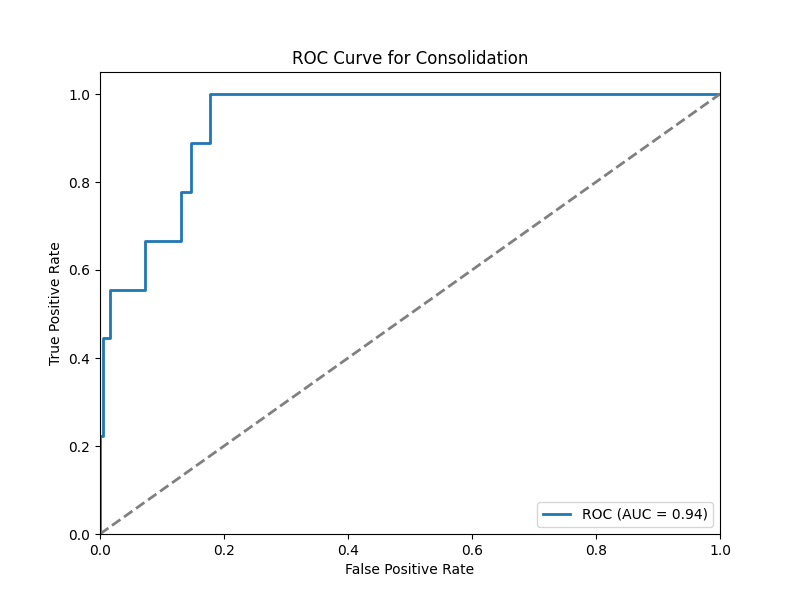 ROC Curve for Consolidation
True Positive Rate
1.0
0.8
0.6
0.4
0.2
0.0
0.0 0.2 0.4 0.6 0.8 1.0
False Positive Rate
ROC (AUC = 0.94)